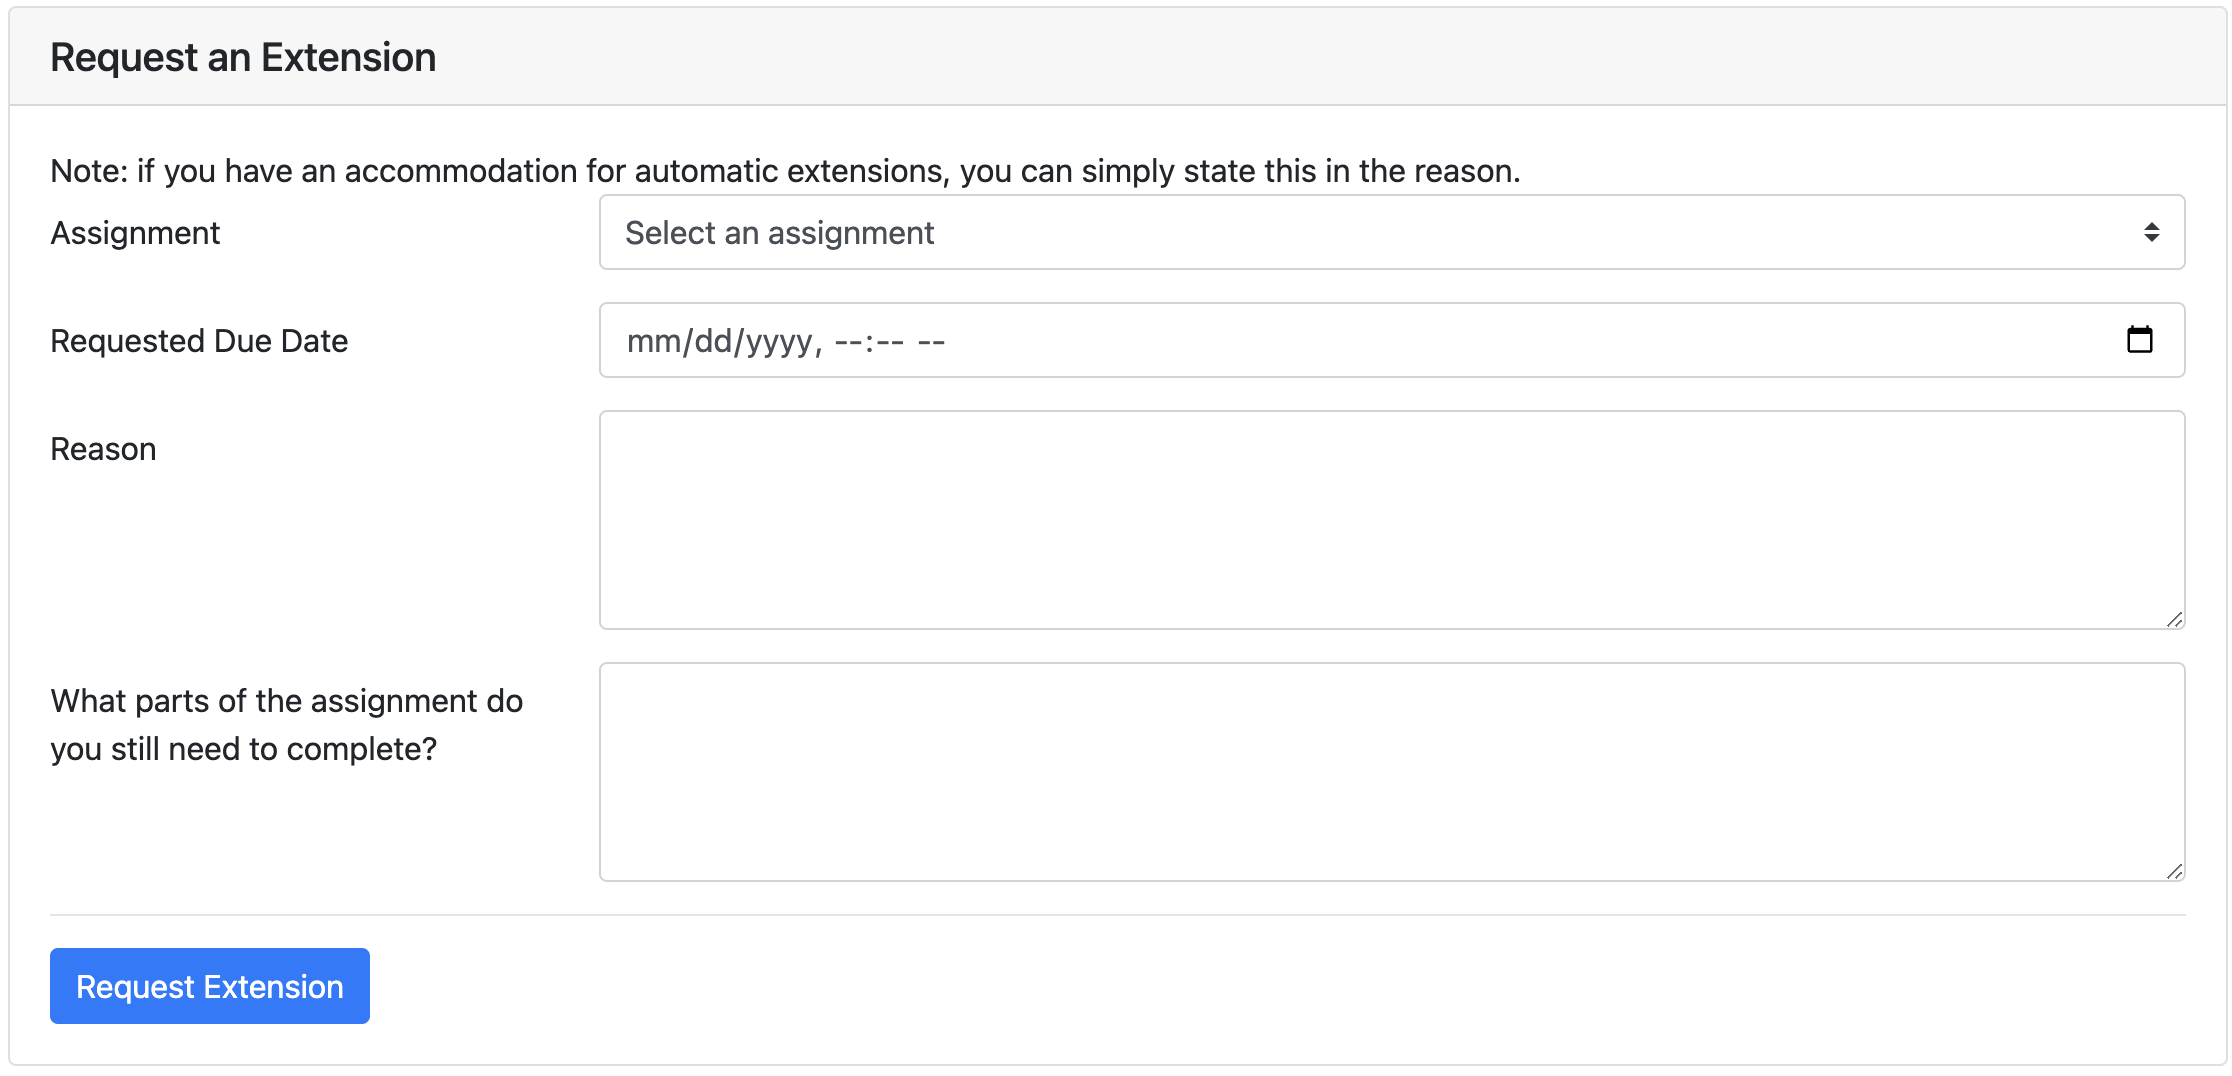 Request an Extension
Note: if you have an accommodation for automatic extensions, you can simply state this in the reason.
Assignment
Select an assignment
Requested Due Date
mm/dd/yyyy, --:-- --
Reason
What parts of the assignment do
you still need to complete?
Request Extension